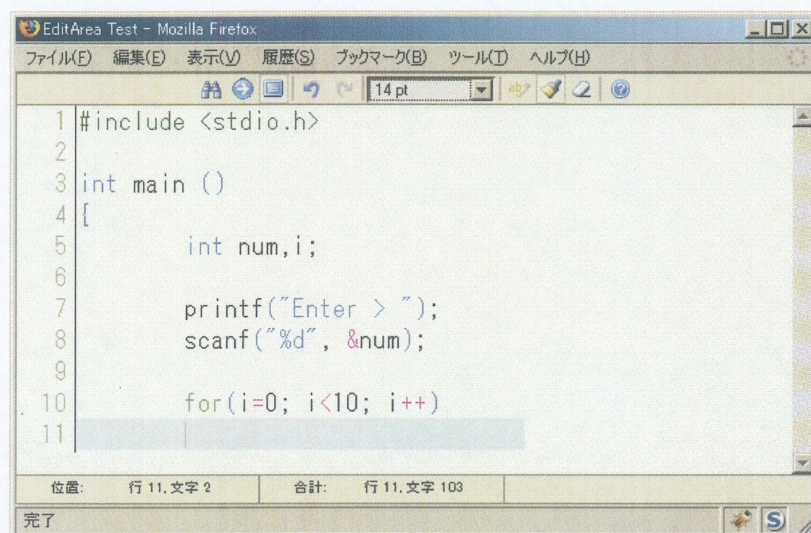 EditArea Test - Mozilla Firefox
ファイル(F) 編集(E) 表示(V) 履歴(S) ブックマーク(B) ツール(T) ヘルプ(H)
14 pt
1 #include <stdio.h>
2
3 int main ()
4 {
5 int num,i;
6
7 printf("Enter > ");
8 scanf("%d", &num);
9
10 for(i=0; i<10; i++)
11
位置: 行 11, 文字 2 合計: 行 11, 文字 103
完了
S